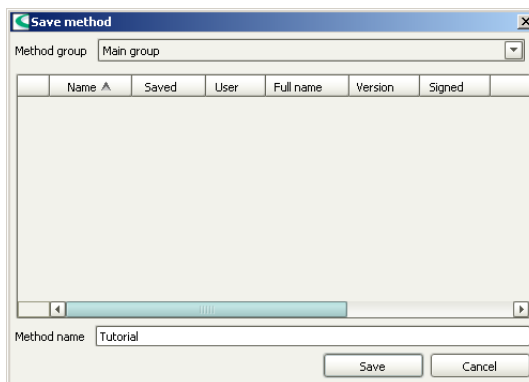 Save method
Method group Main group
Name Saved User Full name Version Signed
Method name Tutorial
Save Cancel